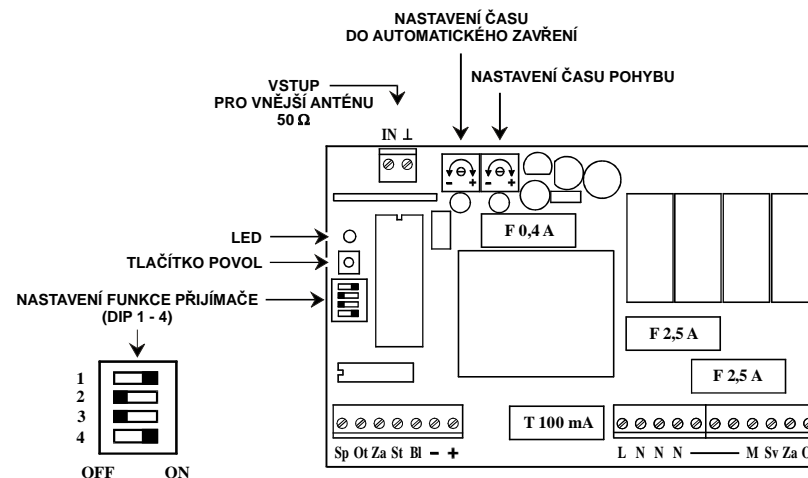 NASTAVENÍ ČASU
DO AUTOMATICKÉHO ZAVŘENÍ
NASTAVENÍ ČASU POHYBU
VSTUP
PRO VNĚJŠÍ ANTÉNU
50 Ω
IN ⊥
- + - +
F 0,4 A
LED
TLAČÍTKO POVOL
NASTAVENÍ FUNKCE PŘIJÍMAČE
(DIP 1 - 4)
F 2,5 A
F 2,5 A
1
2
3
4
OFF ON
T 100 mA
Sp Ot Za St Bl − +
L N N N M Sv Za